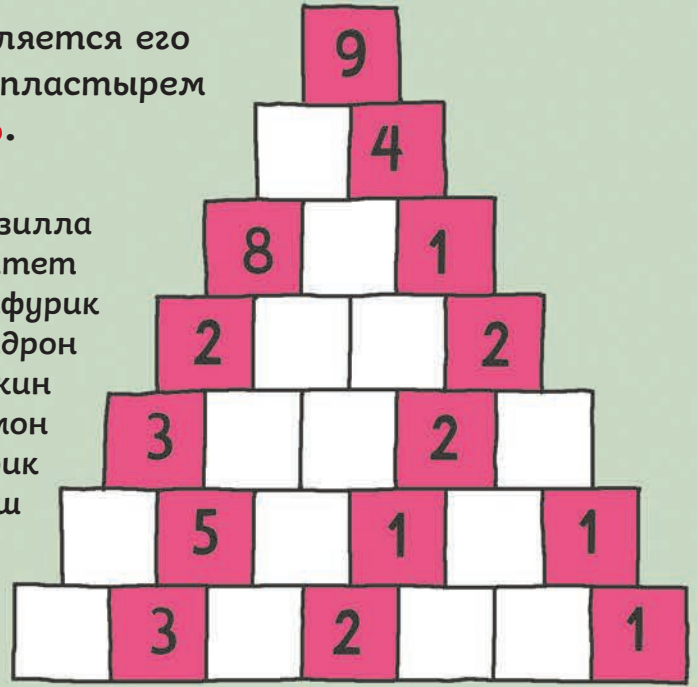 ляется его
пластырем
.
зилла
тет
фурик
дрон
кин
мон
ик
ш
9
4
8 1
2 2
3 2
5 1 1
3 2 1